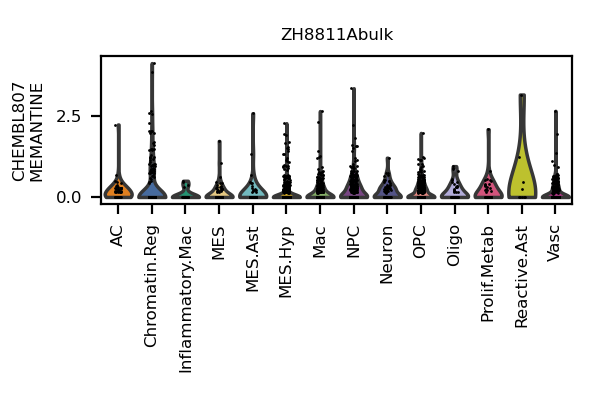 ZH8811Abulk
CHEMBL807
MEMANTINE
2.5
0.0
AC
Chromatin.Reg
Inflammatory.Mac
MES
MES.Ast
MES.Hyp
Mac
NPC
Neuron
OPC
Oligo
Prolif.Metab
Reactive.Ast
Vasc